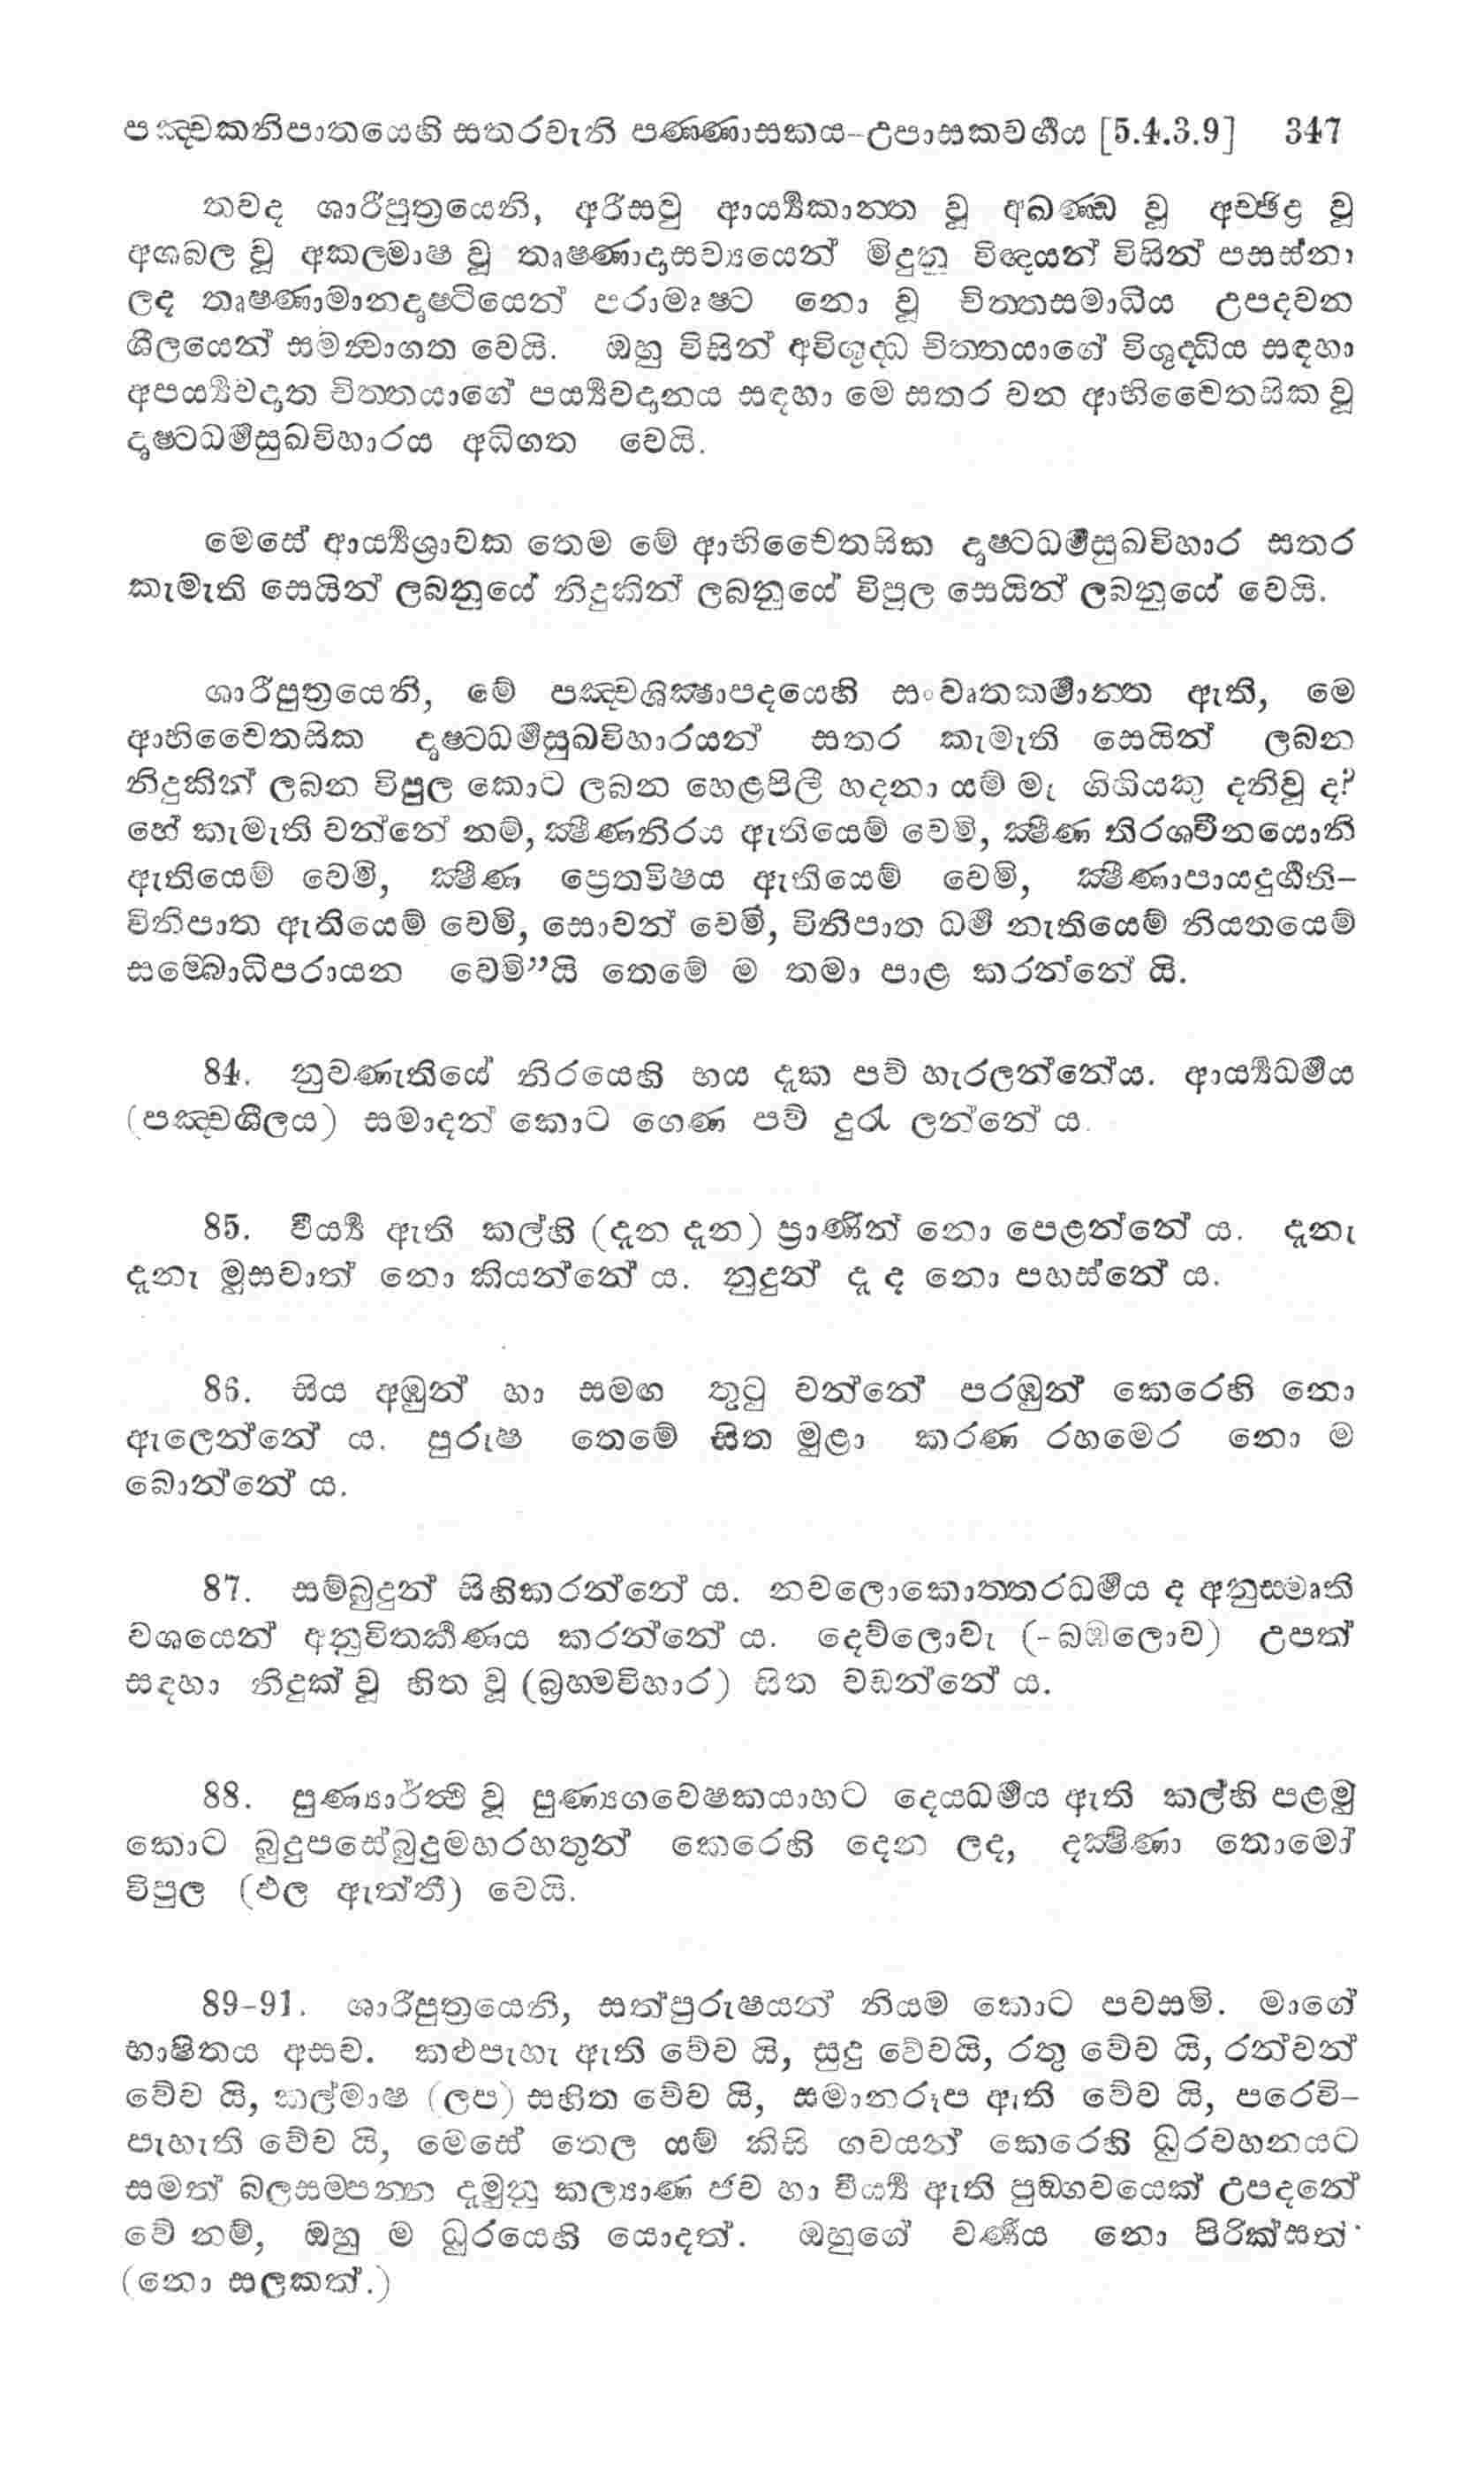 පඤ්චකනිපාතයෙහි සතරවැනි පණ්ණාසකය-උපාසකවර්ගය [5.4.3.9] 347
තවද ශාරීපුත්‍රයෙනි, අරිසවු ආර්‍ය්‍යකාන්ත වූ අඛණ්ඩ වූ අච්ඡිද්‍ර වූ
අශබල වූ අකල්මාෂ වූ තෘෂ්ණාදාසව්‍යයෙන් මිදුනු විඥයන් විසින් පසස්නා
ලද තෘෂ්ණාමානදෘෂ්ටියෙන් පරාමෘෂ්ට නො වූ චිත්තසමාධිය උපදවන
ශීලයෙන් සමන්වාගත වෙයි. ඔහු විසින් අවිශුද්ධ චිත්තයාගේ විශුද්ධිය සඳහා
අපර්‍ය්‍යවදාත චිත්තයාගේ පර්‍ය්‍යවදානය සඳහා මෙ සතර වන ආභිචෛතසික වූ
දෘෂ්ටධර්මසුඛවිහාරය අධිගත වෙයි.
මෙසේ ආර්‍ය්‍යශ්‍රාවක තෙම මේ ආභිචෛතසික දෘෂ්ටධර්මසුඛවිහාර සතර
කැමැති සෙයින් ලබනුයේ නිදුකින් ලබනුයේ විපුල සෙයින් ලබනුයේ වෙයි.
ශාරීපුත්‍රයෙනි, මේ පඤ්චශික්ෂාපදයෙහි සංවෘතකර්මාන්ත ඇති, මෙ
ආභිචෛතසික දෘෂ්ටධර්මසුඛවිහාරයන් සතර කැමැති සෙයින් ලබන
නිදුකින් ලබන විපුල කොට ලබන හෙළපිලී හදනා යම් මැ ගිහියකු දනිවූ ද?
හේ කැමැති වන්නේ නම්, ක්ෂීණනිරය ඇතියෙම් වෙමි, ක්ෂීණ තිරශ්චීනයොනි
ඇතියෙම් වෙමි, ක්ෂීණ ප්‍රෙතවිෂය ඇතියෙම් වෙමි, ක්ෂීණාපායදුර්ගති-
විනිපාත ඇතියෙම් වෙමි, සොවන් වෙමි, විනිපාත ධර්ම නැතියෙම් නියතයෙම්
සම්බොධිපරායන වෙමි”යි තෙමේ ම තමා පාළ කරන්නේ යි.
84. නුවණැතියේ නිරයෙහි භය දැක පව් හැරලන්නේය. ආර්‍ය්‍යධර්මය
(පඤ්චශීලය) සමාදන් කොට ගෙණ පව් දුරැ ලන්නේ ය.
85. වීර්‍ය්‍ය ඇති කල්හි (දැන දැන) ප්‍රාණීන් නො පෙළන්නේ ය. දැනැ
දැනැ මුසවාත් නො කියන්නේ ය. නුදුන් දෑ ද නො පහස්නේ ය.
86. සිය අඹුන් හා සමඟ තුටු වන්නේ පරඹුන් කෙරෙහි නො
ඇලෙන්නේ ය. පුරුෂ තෙමේ සිත මුළා කරණ රහමෙර නො ම
බොන්නේ ය.
87. සම්බුදුන් සිහිකරන්නේ ය. නවලොකොත්තරධර්මය ද අනුස්මෘති
වශයෙන් අනුවිතර්කණය කරන්නේ ය. දෙව්ලොවැ (-බඹලොව) උපත්
සදහා නිදුක් වූ හිත වූ (බ්‍රහ්මවිහාර) සිත වඩන්නේ ය.
88. පුණ්‍යාර්ත්ථි වූ පුණ්‍යගවෙෂකයාහට දෙයධර්මය ඇති කල්හි පළමු
කොට බුදුපසේබුදුමහරහතූන් කෙරෙහි දෙන ලද, දක්ෂිණා තොමෝ
විපුල (ඵල ඇත්තී) වෙයි.
89-91. ශාරීපුත්‍රයෙනි, සත්පුරුෂයන් නියම කොට පවසමි. මාගේ
භාෂිතය අසව. කළුපැහැ ඇති වේව යි, සුදු වේවයි, රතු වේව යි, රන්වන්
වේව යි, කල්මාෂ (ලප) සහිත වේව යි, සමානරූප ඇති වේව යි, පරෙවි-
පැහැති වේව යි, මෙසේ තෙල යම් කිසි ගවයන් කෙරෙහි ධුරවහනයට
සමත් බලසම්පන්න දැමුනු කල්‍යාණ ජව හා වීර්‍ය්‍ය ඇති පුඞ්ගවයෙක් උපදනේ
වේ නම්, ඔහු ම ධුරයෙහි යොදත්. ඔහුගේ වර්ණය නො පිරික්සත්
(නො සලකත්.)